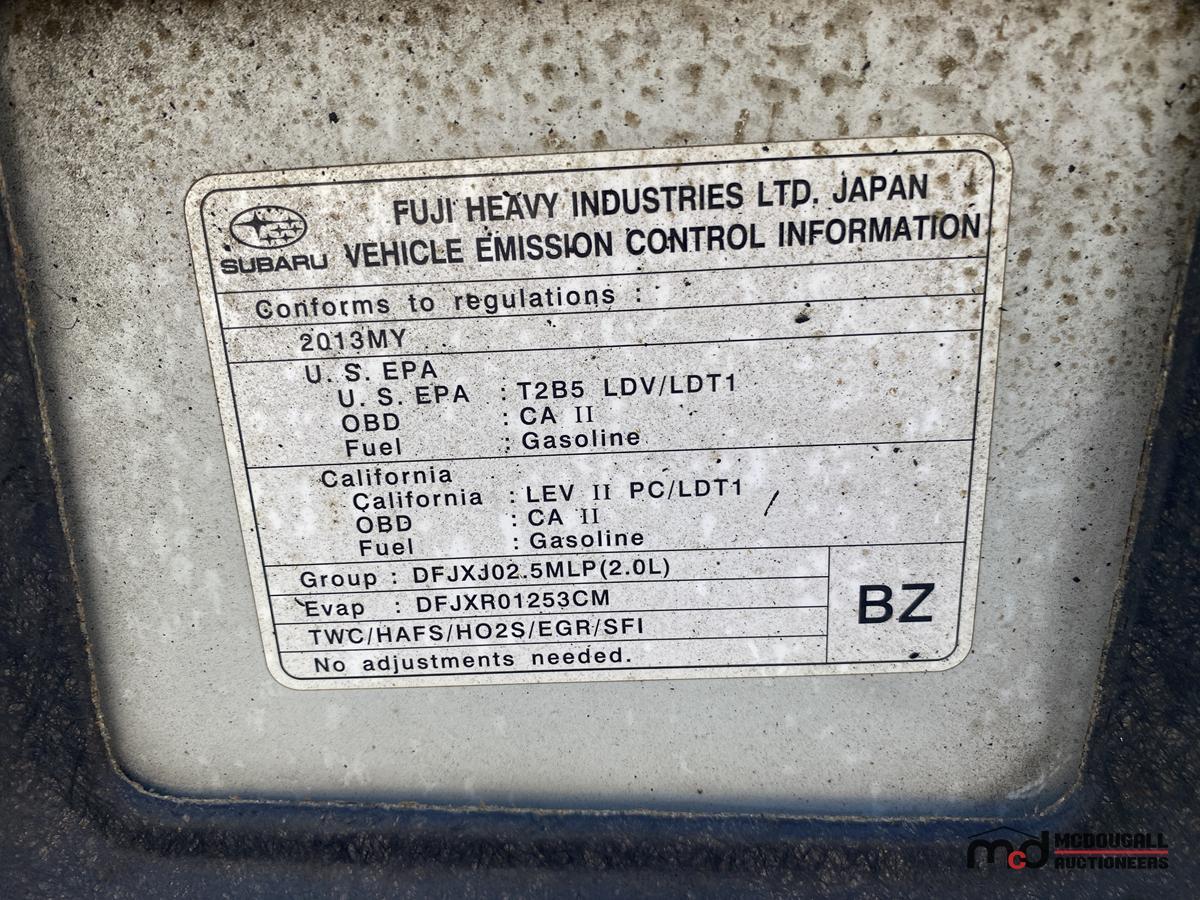 FUJI HEAVY INDUSTRIES LTD. JAPAN
SUBARU VEHICLE EMISSION CONTROL INFORMATION
Conforms to regulations :
2013MY
U. S. EPA
U. S. EPA : T2B5 LDV/LDT1
OBD : CA II
Fuel : Gasoline
California
California : LEV II PC/LDT1
OBD : CA II
Fuel : Gasoline
Group : DFJXJ02.5MLP(2.0L)
Evap : DFJXR01253CM
TWC/HAFS/HO2S/EGR/SFI
No adjustments needed.
BZ
mcd MCDOUGALL
AUCTIONEERS